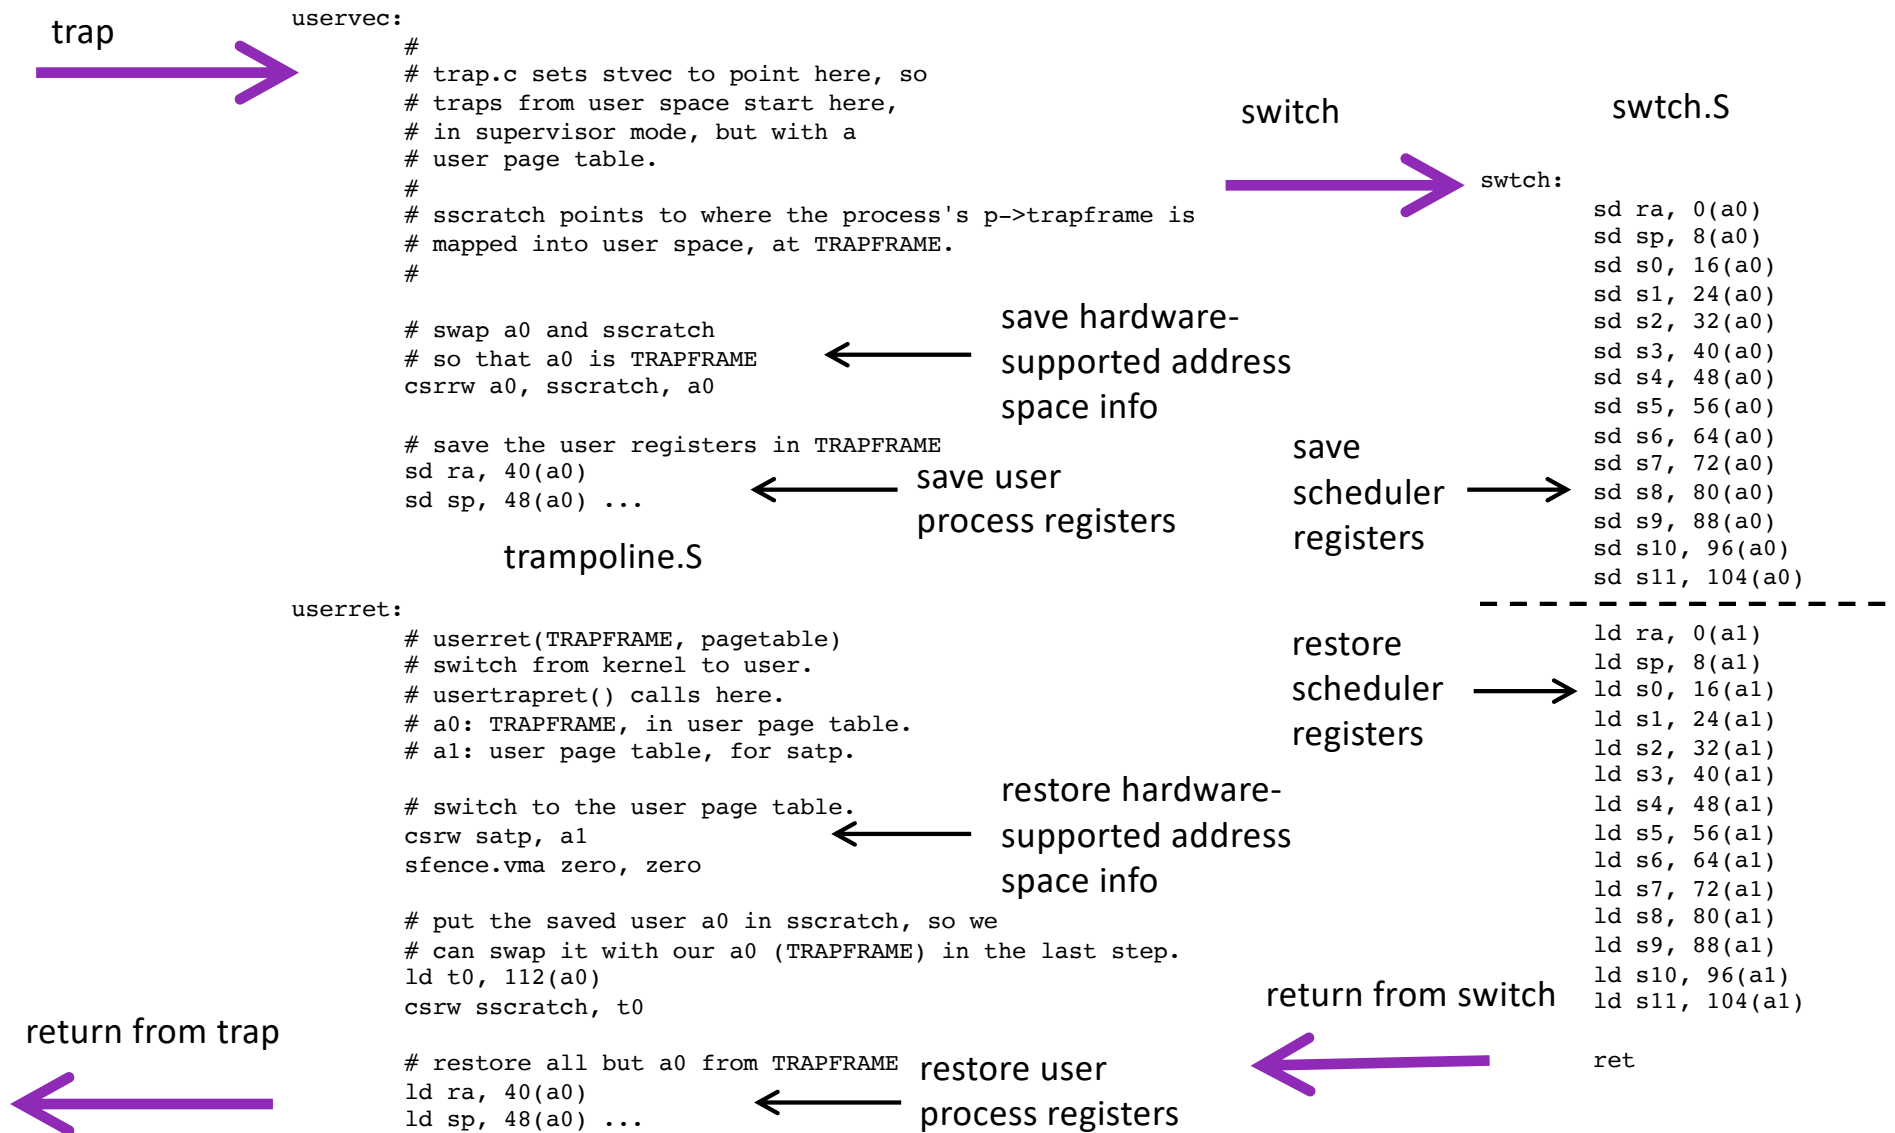 trap
uservec:
#
# trap.c sets stvec to point here, so
# traps from user space start here,
# in supervisor mode, but with a
# user page table.
#
# sscratch points to where the process's p->trapframe is
# mapped into user space, at TRAPFRAME.
#
# swap a0 and sscratch
# so that a0 is TRAPFRAME
csrrw a0, sscratch, a0
save hardware-
supported address
space info
# save the user registers in TRAPFRAME
sd ra, 40(a0)
sd sp, 48(a0) ...
save user
process registers
trampoline.S
userret:
# userret(TRAPFRAME, pagetable)
# switch from kernel to user.
# usertrapret() calls here.
# a0: TRAPFRAME, in user page table.
# a1: user page table, for satp.
# switch to the user page table.
csrw satp, a1
sfence.vma zero, zero
restore hardware-
supported address
space info
# put the saved user a0 in sscratch, so we
# can swap it with our a0 (TRAPFRAME) in the last step.
ld t0, 112(a0)
csrw sscratch, t0
return from trap
# restore all but a0 from TRAPFRAME
ld ra, 40(a0)
ld sp, 48(a0) ...
restore user
process registers
switch
swtch.S
swtch:
sd ra, 0(a0)
sd sp, 8(a0)
sd s0, 16(a0)
sd s1, 24(a0)
sd s2, 32(a0)
sd s3, 40(a0)
sd s4, 48(a0)
sd s5, 56(a0)
sd s6, 64(a0)
sd s7, 72(a0)
sd s8, 80(a0)
sd s9, 88(a0)
sd s10, 96(a0)
sd s11, 104(a0)
save
scheduler
registers
ld ra, 0(a1)
ld sp, 8(a1)
ld s0, 16(a1)
ld s1, 24(a1)
ld s2, 32(a1)
ld s3, 40(a1)
ld s4, 48(a1)
ld s5, 56(a1)
ld s6, 64(a1)
ld s7, 72(a1)
ld s8, 80(a1)
ld s9, 88(a1)
ld s10, 96(a1)
ld s11, 104(a1)
restore
scheduler
registers
return from switch
ret